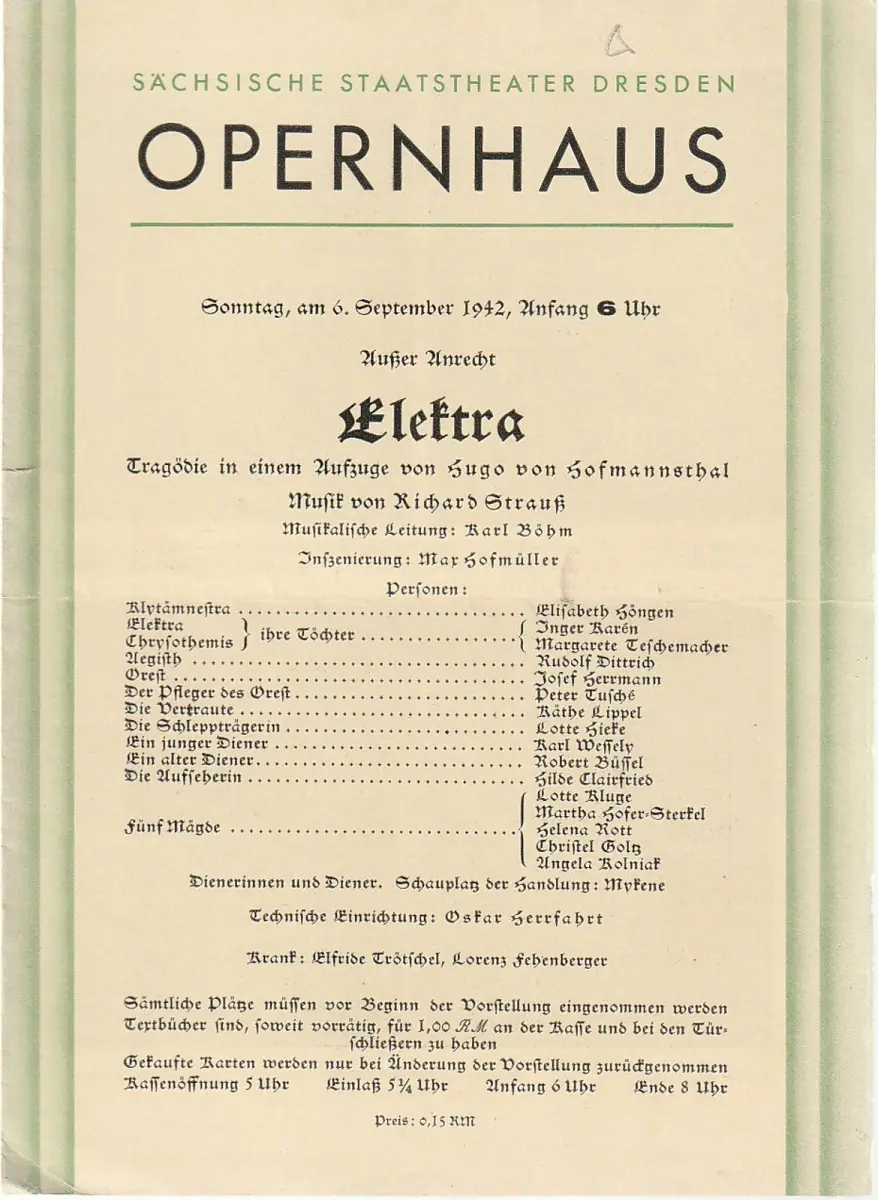 SÄCHSISCHE STAATSTHEATER DRESDEN
OPERNHAUS
Sonntag, am 6. September 1942, Anfang 6 Uhr
Außer Anrecht
Elektra
Tragödie in einem Aufzuge von Hugo von Hofmannsthal
Musik von Richard Strauß
Musikalische Leitung: Karl Böhm
Inszenierung: Max Hofmüller
Personen:
Klytämnestra . . . . . . . . . . . . . . . . . . . . . . . . . . . . . Elisabeth Höngen
Elektra } ihre Töchter . . . . . . . . . . . . . . . . { Inger Karén
Chrysothemis } { Margarete Teschemacher
Aegisth . . . . . . . . . . . . . . . . . . . . . . . . . . . . . . . . . Rudolf Dittrich
Orest . . . . . . . . . . . . . . . . . . . . . . . . . . . . . . . . . . . Josef Herrmann
Der Pfleger des Orest . . . . . . . . . . . . . . . . . . . . . . . Peter Tusché
Die Vertraute . . . . . . . . . . . . . . . . . . . . . . . . . . . . Käthe Lippel
Die Schleppträgerin . . . . . . . . . . . . . . . . . . . . . . . . Lotte Hieke
Ein junger Diener . . . . . . . . . . . . . . . . . . . . . . . . . Karl Wessely
Ein alter Diener . . . . . . . . . . . . . . . . . . . . . . . . . . . Robert Büssel
Die Aufseherin . . . . . . . . . . . . . . . . . . . . . . . . . . . Hilde Clairfried
Fünf Mägde . . . . . . . . . . . . . . . . . . . . . . . . . . . . . { Lotte Kluge
Martha Hofer-Sterkel
Helena Rott
Christel Goltz
Angela Kolniak
Dienerinnen und Diener. Schauplatz der Handlung: Mykene
Technische Einrichtung: Oskar Herrfahrt
Krank: Elfride Trötschel, Lorenz Fehenberger
Sämtliche Plätze müssen vor Beginn der Vorstellung eingenommen werden
Textbücher sind, soweit vorrätig, für 1,00 RM an der Kasse und bei den Tür-
schließern zu haben
Gekaufte Karten werden nur bei Änderung der Vorstellung zurückgenommen
Kassenöffnung 5 Uhr Einlaß 5¼ Uhr Anfang 6 Uhr Ende 8 Uhr
Preis: 0,15 RM